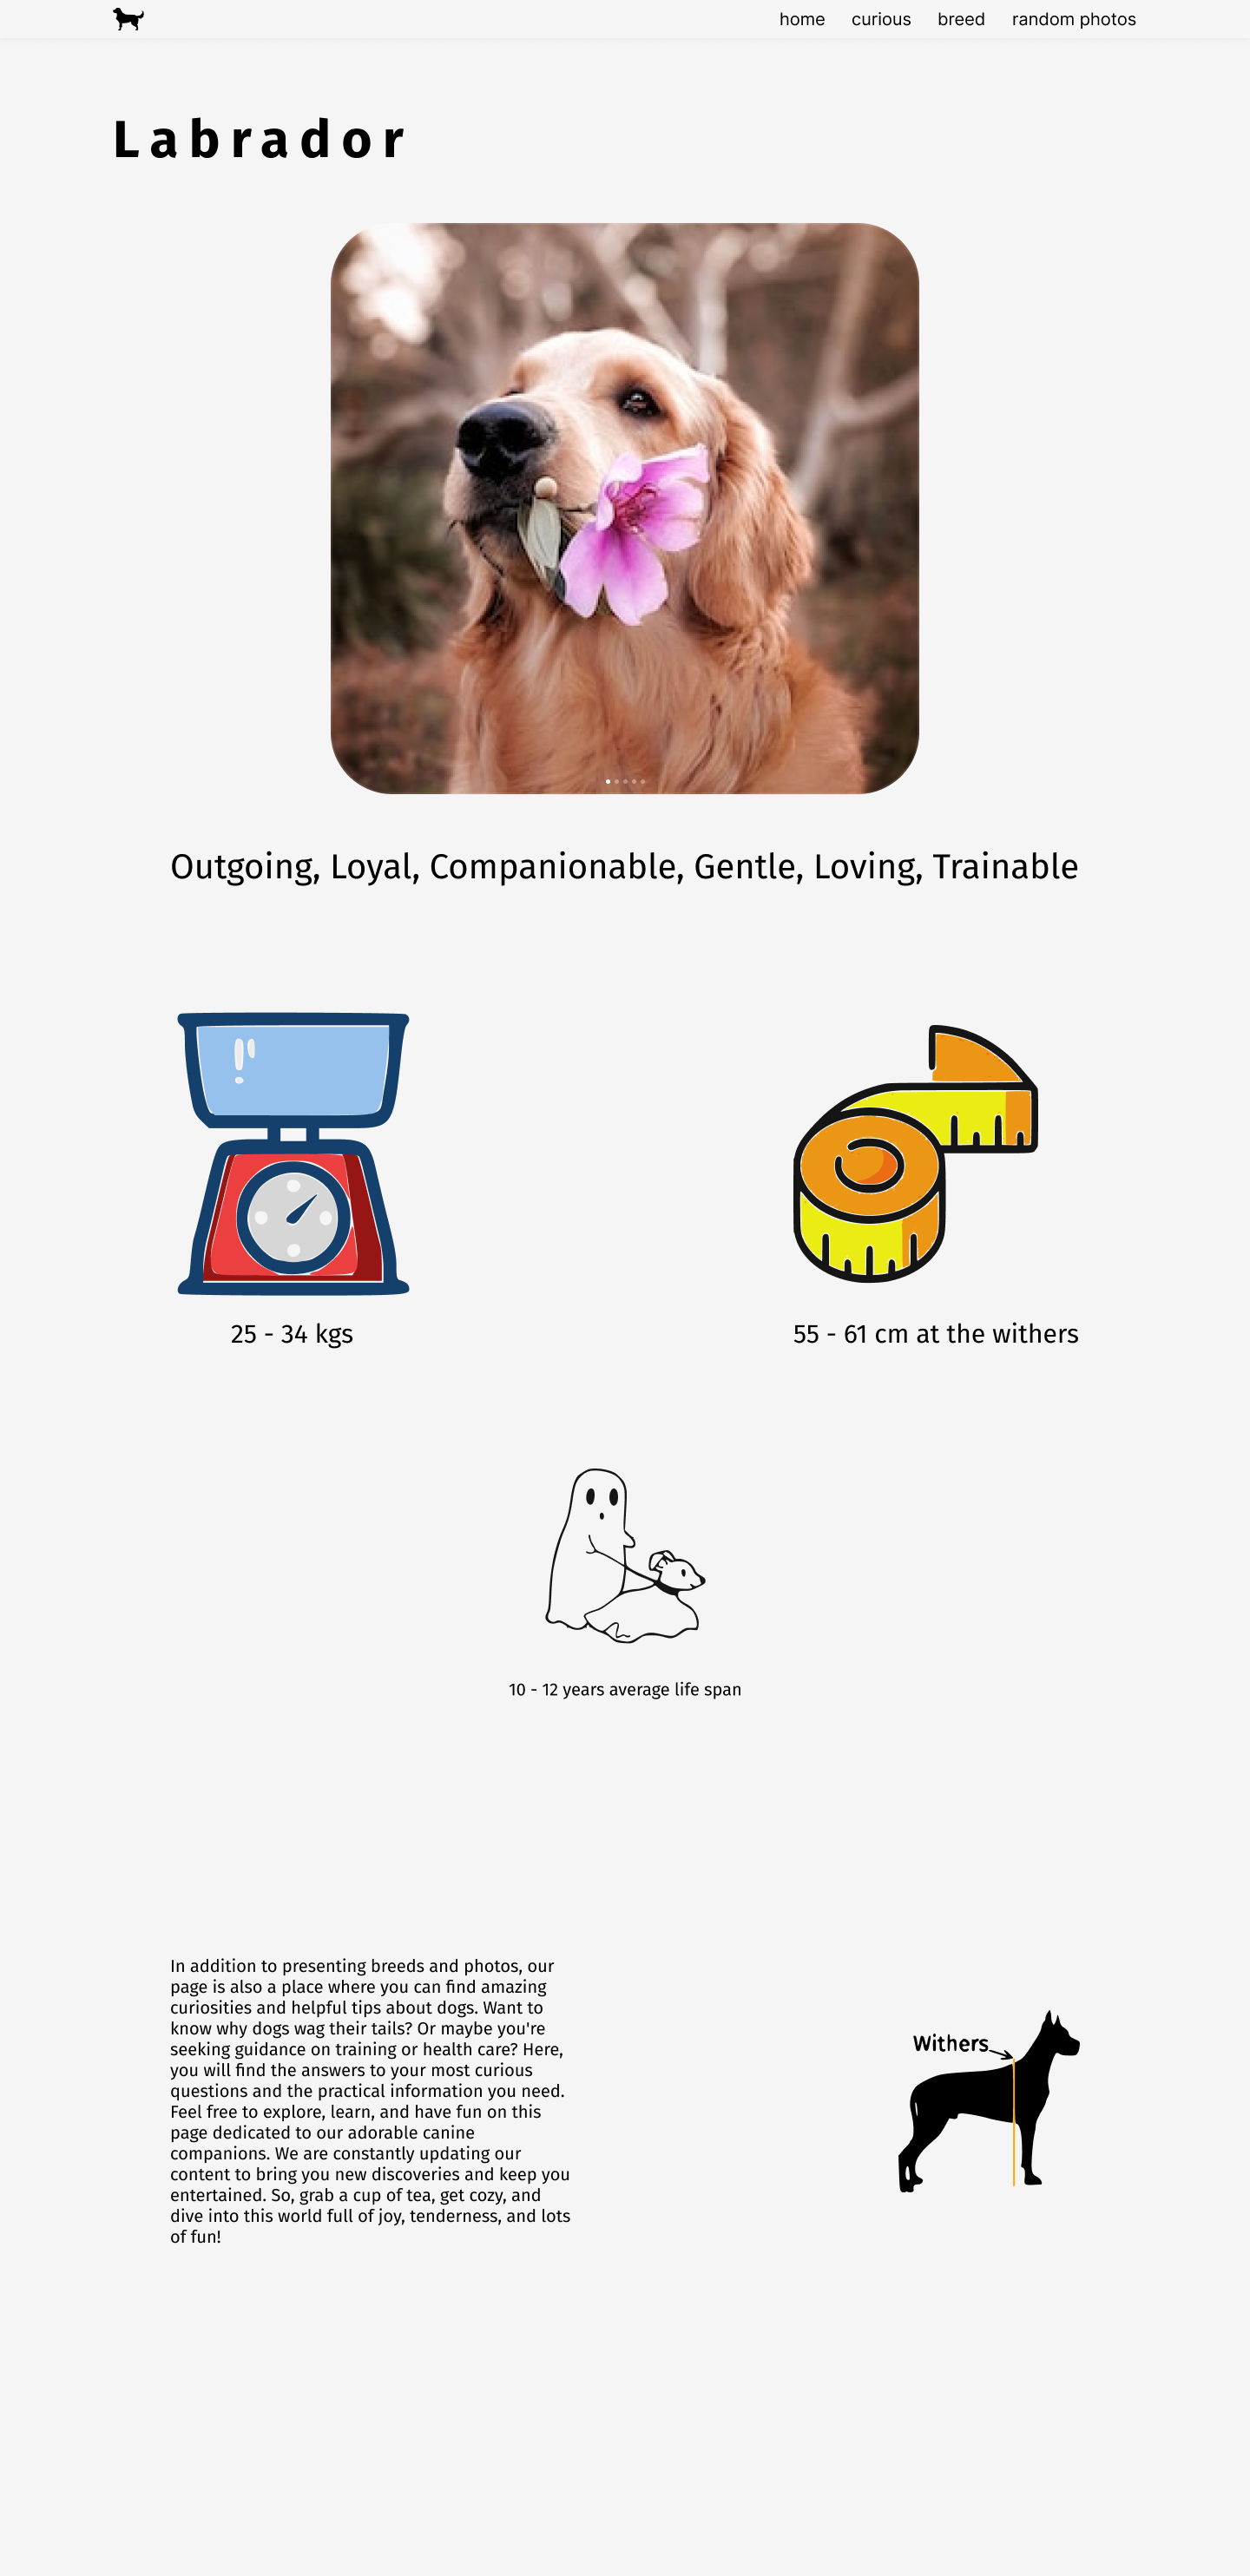 home curious breed random photos
Labrador
Outgoing, Loyal, Companionable, Gentle, Loving, Trainable
25 - 34 kgs
55 - 61 cm at the withers
10 - 12 years average life span
In addition to presenting breeds and photos, our
page is also a place where you can find amazing
curiosities and helpful tips about dogs. Want to
know why dogs wag their tails? Or maybe you're
seeking guidance on training or health care? Here,
you will find the answers to your most curious
questions and the practical information you need.
Feel free to explore, learn, and have fun on this
page dedicated to our adorable canine
companions. We are constantly updating our
content to bring you new discoveries and keep you
entertained. So, grab a cup of tea, get cozy, and
dive into this world full of joy, tenderness, and lots
of fun!
Withers